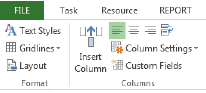 FILE Task Resource REPORT
Text Styles
Gridlines
Layout
Format
Insert
Column
Column Settings
Custom Fields
Columns